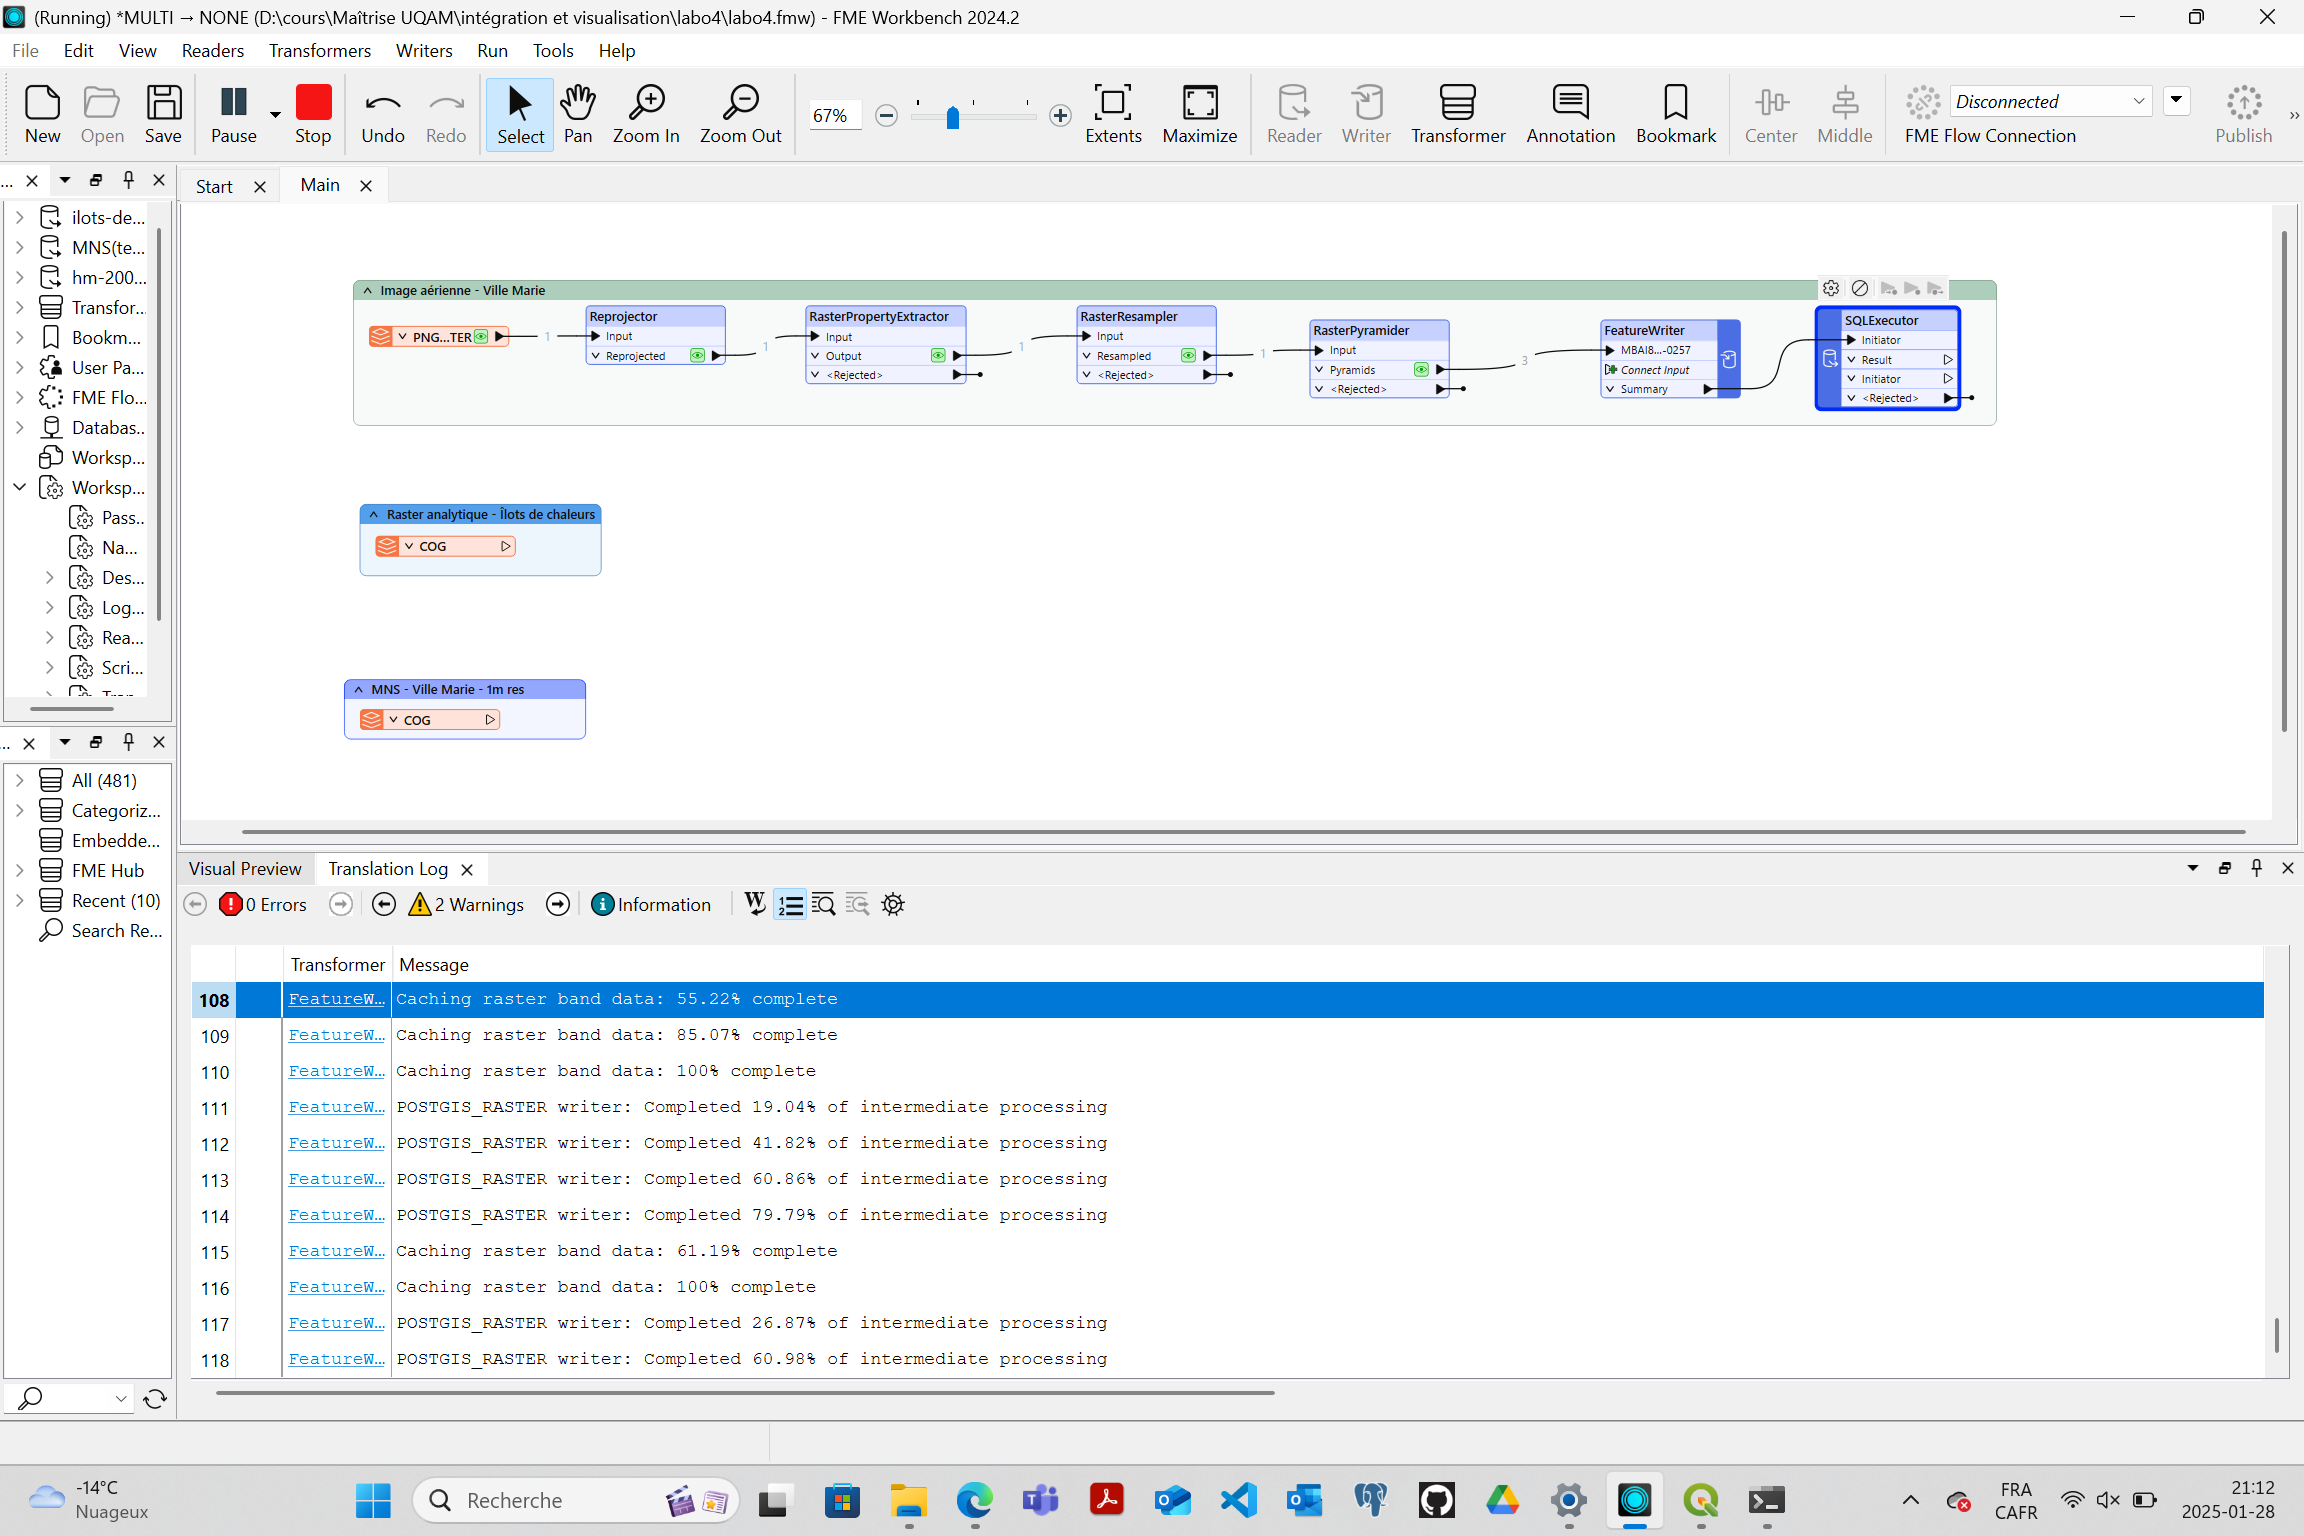 (Running) *MULTI → NONE (D:\cours\Maîtrise UQAM\intégration et visualisation\labo4\labo4.fmw) - FME Workbench 2024.2
File Edit View Readers Transformers Writers Run Tools Help
New Open Save Pause Stop Undo Redo Select Pan Zoom In Zoom Out 67% Extents Maximize Reader Writer Transformer Annotation Bookmark Center Middle Disconnected FME Flow Connection Publish
...
Start Main
ilots-de...
MNS(te...
hm-200...
Transfor...
Bookm...
User Pa...
FME Flo...
Databas..
Worksp...
Worksp...
Pass..
Na...
Des...
Log...
Rea...
Scri...
Image aérienne - Ville Marie
PNG...TER
1
Reprojector
Input
Reprojected
1
RasterPropertyExtractor
Input
Output
<Rejected>
1
RasterResampler
Input
Resampled
<Rejected>
1
RasterPyramider
Input
Pyramids
<Rejected>
3
FeatureWriter
MBAI8...-0257
Connect Input
Summary
SQLExecutor
Initiator
Result
Initiator
<Rejected>
Raster analytique - Îlots de chaleurs
COG
MNS - Ville Marie - 1m res
COG
...
All (481)
Categoriz...
Embedde...
FME Hub
Recent (10)
Search Re...
Visual Preview Translation Log
0 Errors 2 Warnings Information
Transformer Message
108 FeatureW... Caching raster band data: 55.22% complete
109 FeatureW... Caching raster band data: 85.07% complete
110 FeatureW... Caching raster band data: 100% complete
111 FeatureW... POSTGIS_RASTER writer: Completed 19.04% of intermediate processing
112 FeatureW... POSTGIS_RASTER writer: Completed 41.82% of intermediate processing
113 FeatureW... POSTGIS_RASTER writer: Completed 60.86% of intermediate processing
114 FeatureW... POSTGIS_RASTER writer: Completed 79.79% of intermediate processing
115 FeatureW... Caching raster band data: 61.19% complete
116 FeatureW... Caching raster band data: 100% complete
117 FeatureW... POSTGIS_RASTER writer: Completed 26.87% of intermediate processing
118 FeatureW... POSTGIS_RASTER writer: Completed 60.98% of intermediate processing
-14°C
Nuageux
Recherche
FRA
CAFR
21:12
2025-01-28